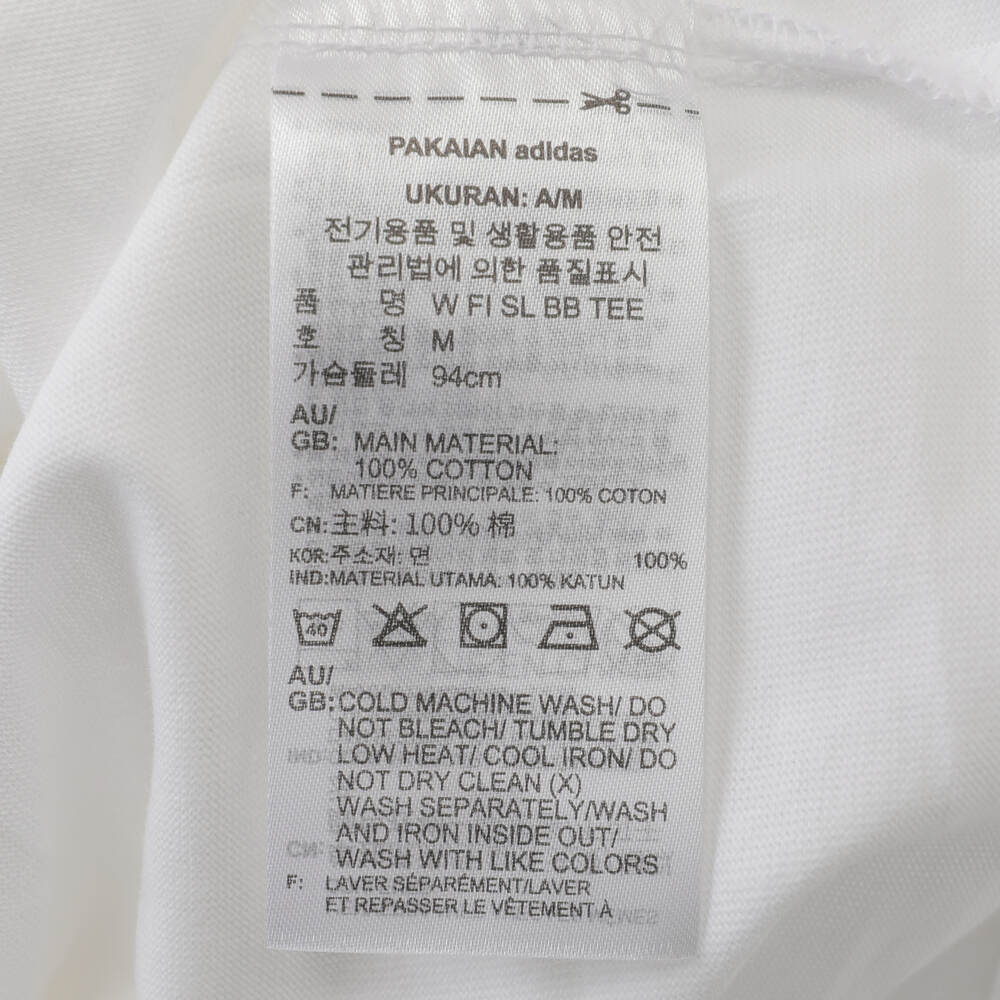 PAKAIAN adidas
UKURAN: A/M
전기용품 및 생활용품 안전
관리법에 의한 품질표시
품 명 W FI SL BB TEE
호 칭 M
가슴둘레 94cm
AU/
GB: MAIN MATERIAL:
100% COTTON
F: MATIERE PRINCIPALE: 100% COTON
CN: 主料: 100% 棉
KOR: 주소재: 면 100%
IND: MATERIAL UTAMA: 100% KATUN
40
AU/
GB: COLD MACHINE WASH/ DO
NOT BLEACH/ TUMBLE DRY
LOW HEAT/ COOL IRON/ DO
NOT DRY CLEAN (X)
WASH SEPARATELY/WASH
AND IRON INSIDE OUT/
WASH WITH LIKE COLORS
F: LAVER SÉPARÉMENT/LAVER
ET REPASSER LE VÊTEMENT À